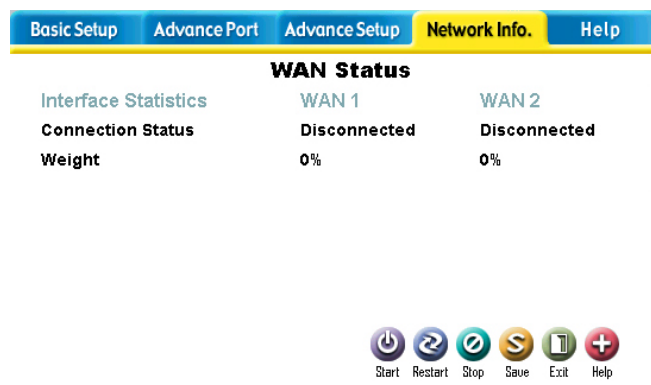 Basic Setup Advance Port Advance Setup Network Info. Help
WAN Status
Interface Statistics WAN 1 WAN 2
Connection Status Disconnected Disconnected
Weight 0% 0%
Start Restart Stop Save Exit Help